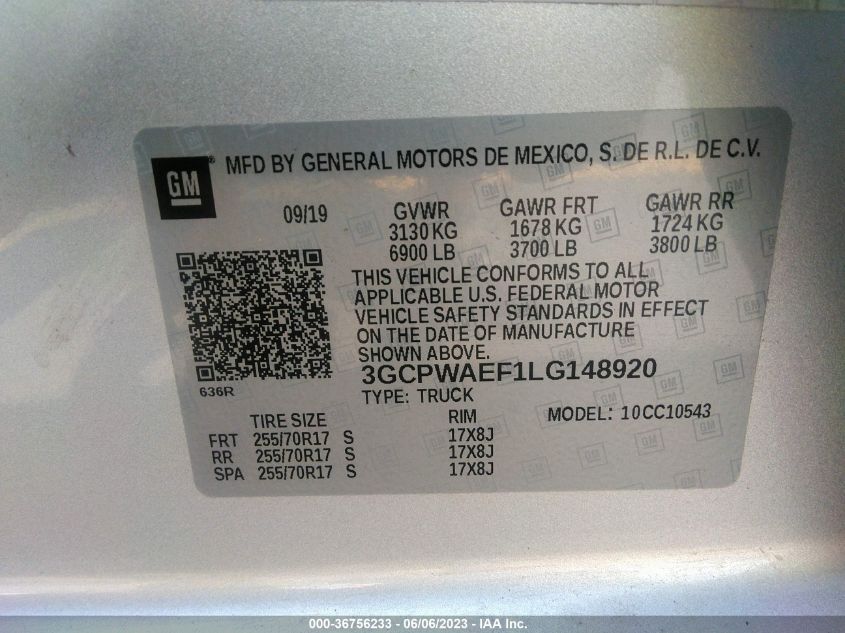 GM ® MFD BY GENERAL MOTORS DE MEXICO, S. DE R.L. DE C.V.
09/19 GVWR GAWR FRT GAWR RR
3130 KG 1678 KG 1724 KG
6900 LB 3700 LB 3800 LB
THIS VEHICLE CONFORMS TO ALL
APPLICABLE U.S. FEDERAL MOTOR
VEHICLE SAFETY STANDARDS IN EFFECT
ON THE DATE OF MANUFACTURE
SHOWN ABOVE.
3GCPWAEF1LG148920
636R
TYPE: TRUCK
TIRE SIZE RIM MODEL: 10CC10543
FRT 255/70R17 S 17X8J
RR 255/70R17 S 17X8J
SPA 255/70R17 S 17X8J
000-36756233 - 06/06/2023 - IAA Inc.